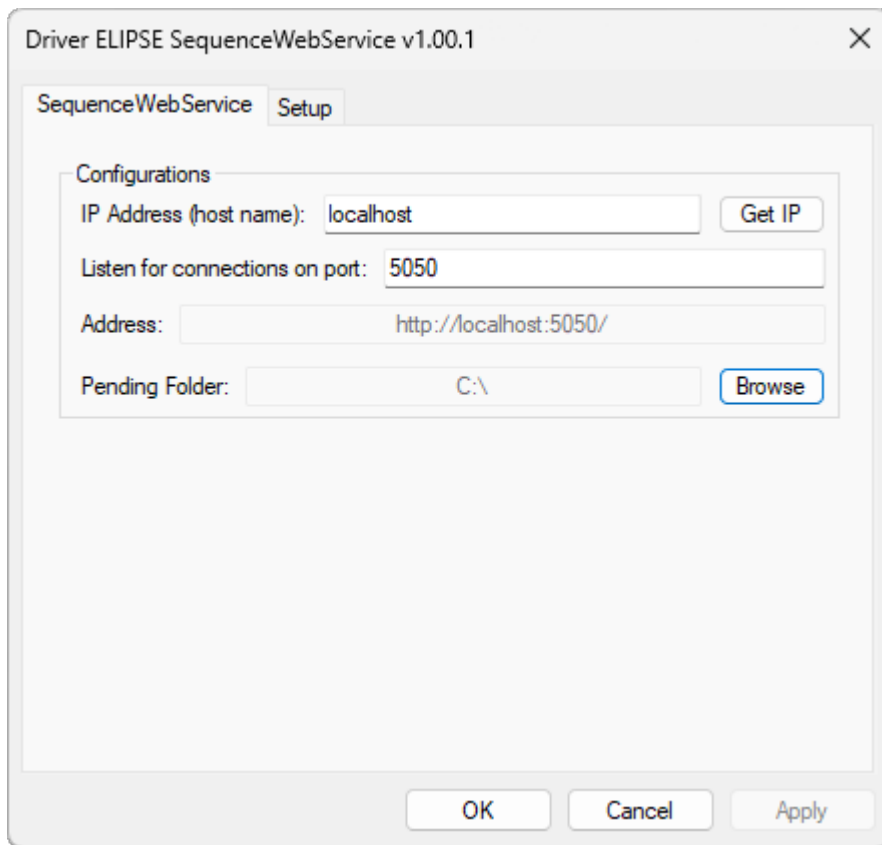 Driver ELIPSE SequenceWebService v1.00.1
SequenceWebService Setup
Configurations
IP Address (host name): localhost Get IP
Listen for connections on port: 5050
Address: http://localhost:5050/
Pending Folder: C:\ Browse
OK Cancel Apply